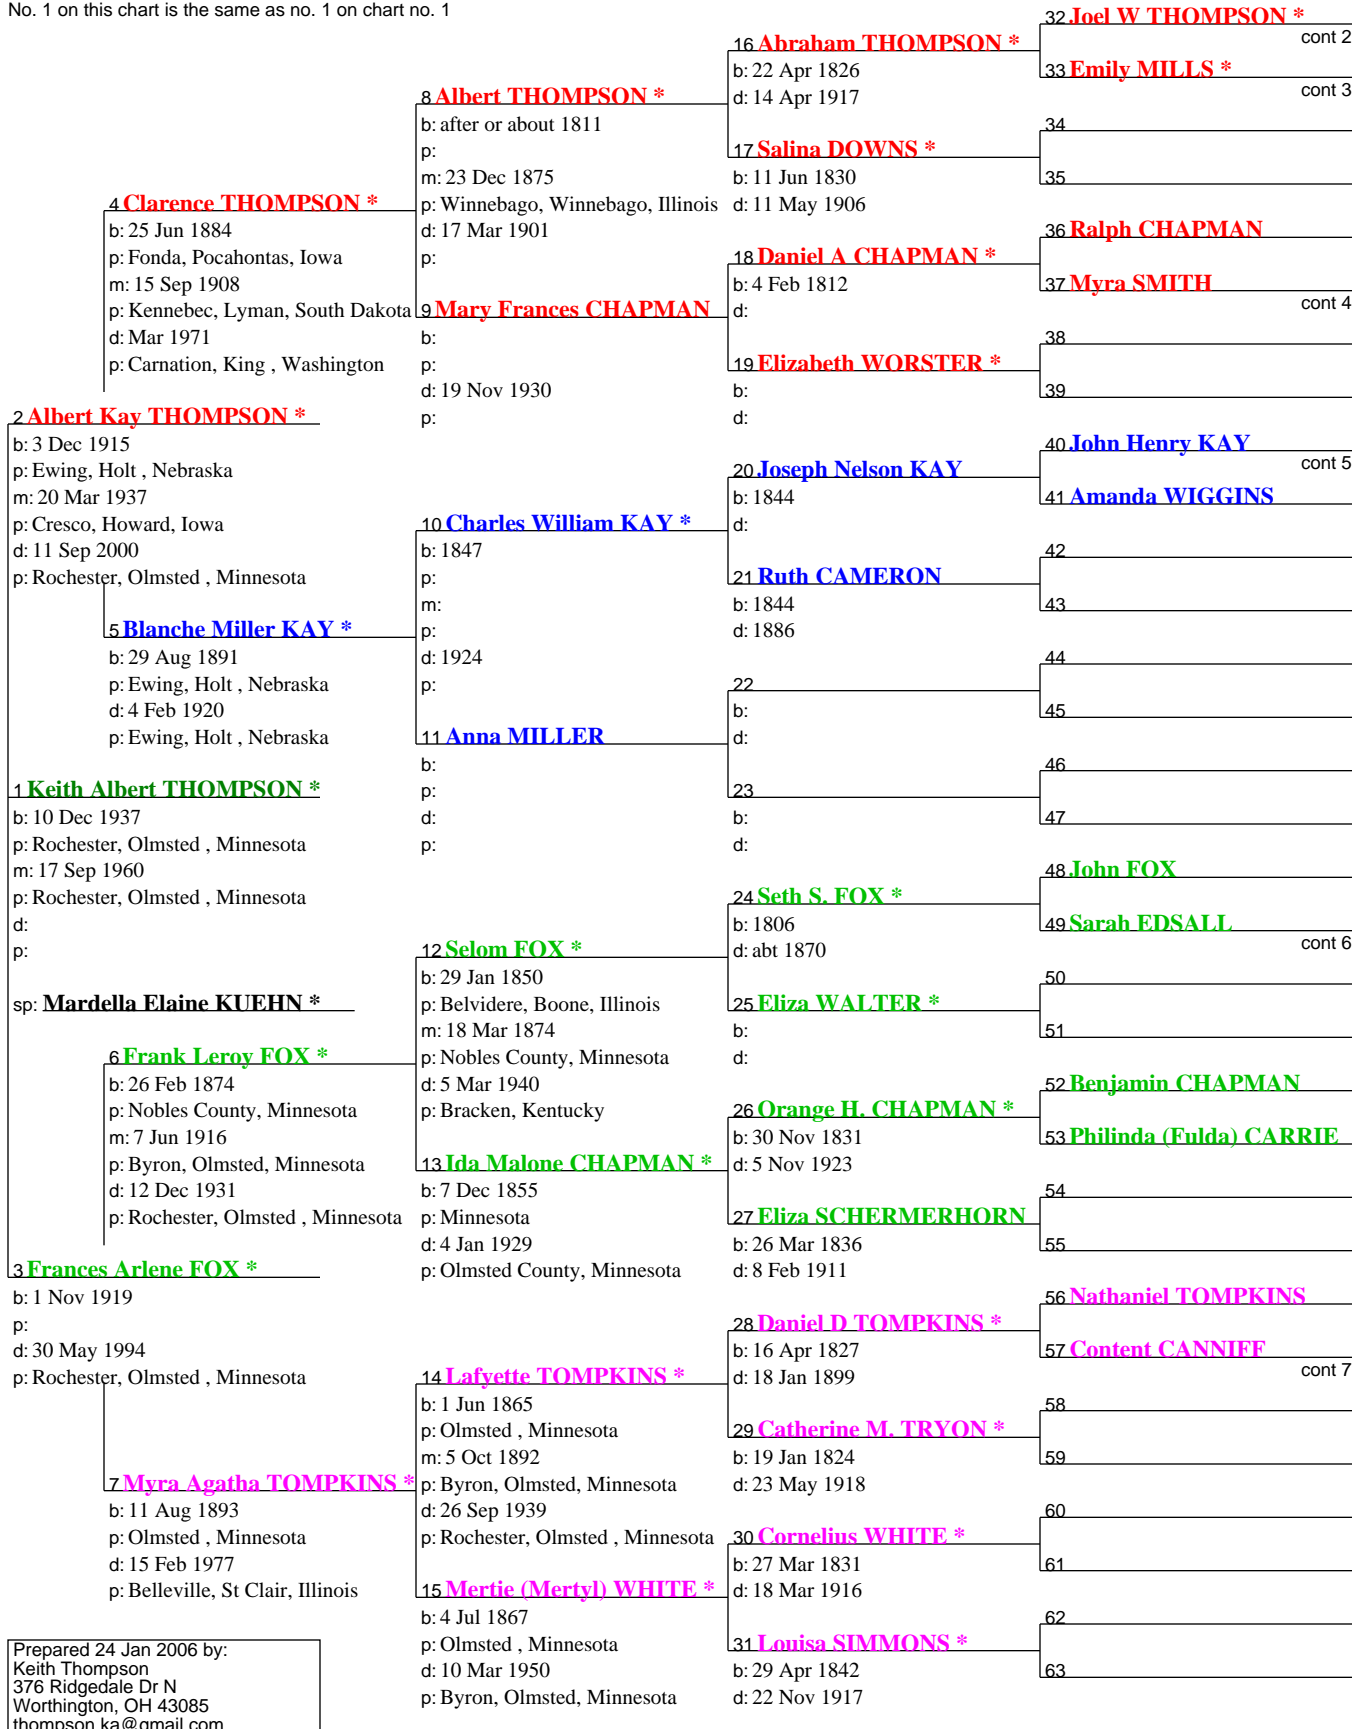 No. 1 on this chart is the same as no. 1 on chart no. 1
32 Joel W THOMPSON *
cont 2
16 Abraham THOMPSON *
b: 22 Apr 1826
d: 14 Apr 1917
33 Emily MILLS *
cont 3
8 Albert THOMPSON *
b: after or about 1811
p:
m: 23 Dec 1875
p: Winnebago, Winnebago, Illinois
d: 17 Mar 1901
p:
34
17 Salina DOWNS *
b: 11 Jun 1830
d: 11 May 1906
35
4 Clarence THOMPSON *
b: 25 Jun 1884
p: Fonda, Pocahontas, Iowa
m: 15 Sep 1908
p: Kennebec, Lyman, South Dakota
d: Mar 1971
p: Carnation, King , Washington
36 Ralph CHAPMAN
18 Daniel A CHAPMAN *
b: 4 Feb 1812
d:
37 Myra SMITH
cont 4
9 Mary Frances CHAPMAN
b:
p:
d: 19 Nov 1930
p:
38
19 Elizabeth WORSTER *
b:
d:
39
2 Albert Kay THOMPSON *
b: 3 Dec 1915
p: Ewing, Holt , Nebraska
m: 20 Mar 1937
p: Cresco, Howard, Iowa
d: 11 Sep 2000
p: Rochester, Olmsted , Minnesota
40 John Henry KAY
cont 5
20 Joseph Nelson KAY
b: 1844
d:
41 Amanda WIGGINS
10 Charles William KAY *
b: 1847
p:
m:
p:
d: 1924
p:
42
21 Ruth CAMERON
b: 1844
d: 1886
43
5 Blanche Miller KAY *
b: 29 Aug 1891
p: Ewing, Holt , Nebraska
d: 4 Feb 1920
p: Ewing, Holt , Nebraska
44
22
b:
d:
45
11 Anna MILLER
b:
p:
d:
p:
46
23
b:
d:
47
1 Keith Albert THOMPSON *
b: 10 Dec 1937
p: Rochester, Olmsted , Minnesota
m: 17 Sep 1960
p: Rochester, Olmsted , Minnesota
d:
p:
sp: Mardella Elaine KUEHN *
48 John FOX
24 Seth S. FOX *
b: 1806
d: abt 1870
49 Sarah EDSALL
cont 6
12 Selom FOX *
b: 29 Jan 1850
p: Belvidere, Boone, Illinois
m: 18 Mar 1874
p: Nobles County, Minnesota
d: 5 Mar 1940
p: Bracken, Kentucky
50
25 Eliza WALTER *
b:
d:
51
6 Frank Leroy FOX *
b: 26 Feb 1874
p: Nobles County, Minnesota
m: 7 Jun 1916
p: Byron, Olmsted, Minnesota
d: 12 Dec 1931
p: Rochester, Olmsted , Minnesota
52 Benjamin CHAPMAN
26 Orange H. CHAPMAN *
b: 30 Nov 1831
d: 5 Nov 1923
53 Philinda (Fulda) CARRIE
13 Ida Malone CHAPMAN *
b: 7 Dec 1855
p: Minnesota
d: 4 Jan 1929
p: Olmsted County, Minnesota
54
27 Eliza SCHERMERHORN
b: 26 Mar 1836
d: 8 Feb 1911
55
3 Frances Arlene FOX *
b: 1 Nov 1919
p:
d: 30 May 1994
p: Rochester, Olmsted , Minnesota
56 Nathaniel TOMPKINS
28 Daniel D TOMPKINS *
b: 16 Apr 1827
d: 18 Jan 1899
57 Content CANNIFF
cont 7
14 Lafyette TOMPKINS *
b: 1 Jun 1865
p: Olmsted , Minnesota
m: 5 Oct 1892
p: Byron, Olmsted, Minnesota
d: 26 Sep 1939
p: Rochester, Olmsted , Minnesota
58
29 Catherine M. TRYON *
b: 19 Jan 1824
d: 23 May 1918
59
7 Myra Agatha TOMPKINS *
b: 11 Aug 1893
p: Olmsted , Minnesota
d: 15 Feb 1977
p: Belleville, St Clair, Illinois
60
30 Cornelius WHITE *
b: 27 Mar 1831
d: 18 Mar 1916
61
15 Mertie (Mertyl) WHITE *
b: 4 Jul 1867
p: Olmsted , Minnesota
d: 10 Mar 1950
p: Byron, Olmsted, Minnesota
62
31 Louisa SIMMONS *
b: 29 Apr 1842
d: 22 Nov 1917
63
Prepared 24 Jan 2006 by:
Keith Thompson
376 Ridgedale Dr N
Worthington, OH 43085
thompson.ka@gmail.com